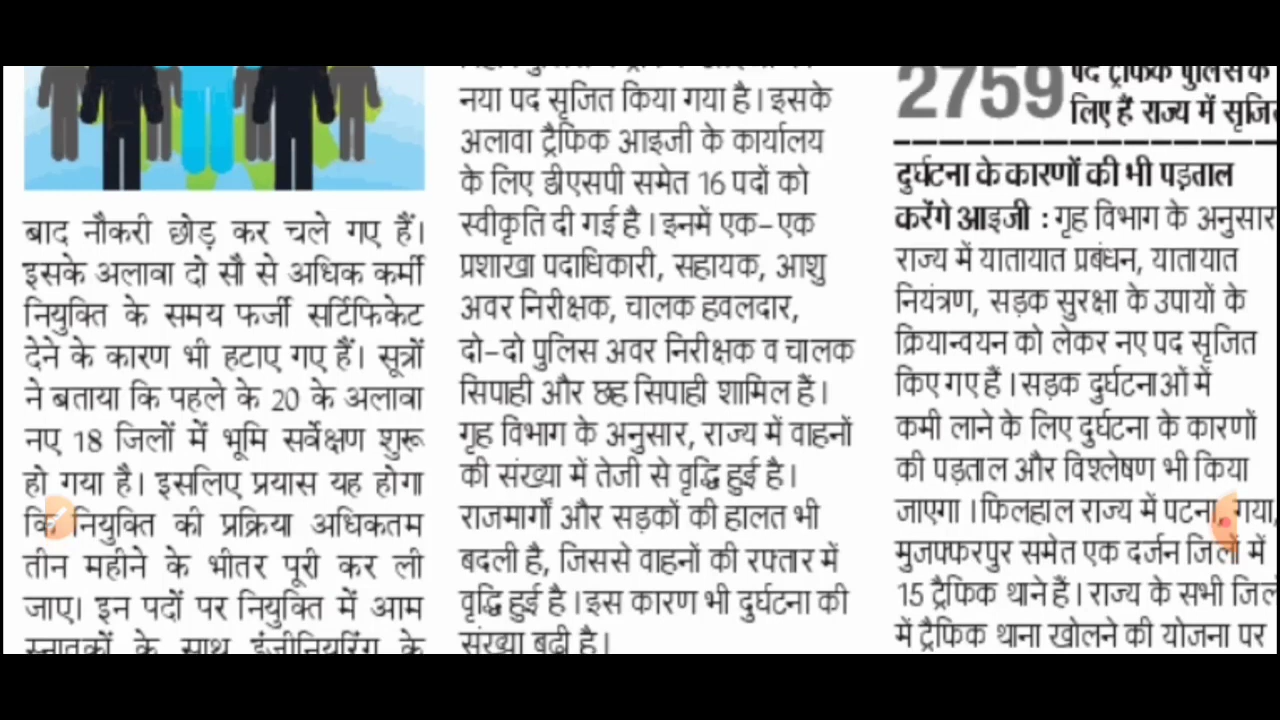 बाद नौकरी छोड़ कर चले गए हैं।
इसके अलावा दो सौ से अधिक कर्मी
नियुक्ति के समय फर्जी सर्टिफिकेट
देने के कारण भी हटाए गए हैं। सूत्रों
ने बताया कि पहले के 20 के अलावा
नए 18 जिलों में भूमि सर्वेक्षण शुरू
हो गया है। इसलिए प्रयास यह होगा
कि नियुक्ति की प्रक्रिया अधिकतम
तीन महीने के भीतर पूरी कर ली
जाए। इन पदों पर नियुक्ति में आम
स्नातकों के साथ इंजीनियरिंग के
नया पद सृजित किया गया है। इसके
अलावा ट्रैफिक आइजी के कार्यालय
के लिए डीएसपी समेत 16 पदों को
स्वीकृति दी गई है। इनमें एक-एक
प्रशाखा पदाधिकारी, सहायक, आशु
अवर निरीक्षक, चालक हवलदार,
दो-दो पुलिस अवर निरीक्षक व चालक
सिपाही और छह सिपाही शामिल हैं।
गृह विभाग के अनुसार, राज्य में वाहनों
की संख्या में तेजी से वृद्धि हुई है।
राजमार्गों और सड़कों की हालत भी
बदली है, जिससे वाहनों की रफ्तार में
वृद्धि हुई है। इस कारण भी दुर्घटना की
संख्या बढ़ी है।
2759 पद ट्रैफिक पुलिस के
लिए हैं राज्य में
दुर्घटना के कारणों की भी पड़ताल
करेंगे आइजी : गृह विभाग के अनुसार
राज्य में यातायात प्रबंधन, यातायात
नियंत्रण, सड़क सुरक्षा के उपायों के
क्रियान्वयन को लेकर नए पद सृजित
किए गए हैं। सड़क दुर्घटनाओं में
कमी लाने के लिए दुर्घटना के कारणों
की पड़ताल और विश्लेषण भी किया
जाएगा। फिलहाल राज्य में पटना, गया,
मुजफ्फरपुर समेत एक दर्जन जिलों में
15 ट्रैफिक थाने हैं। राज्य के सभी
में ट्रैफिक थाना खोलने की योजना पर